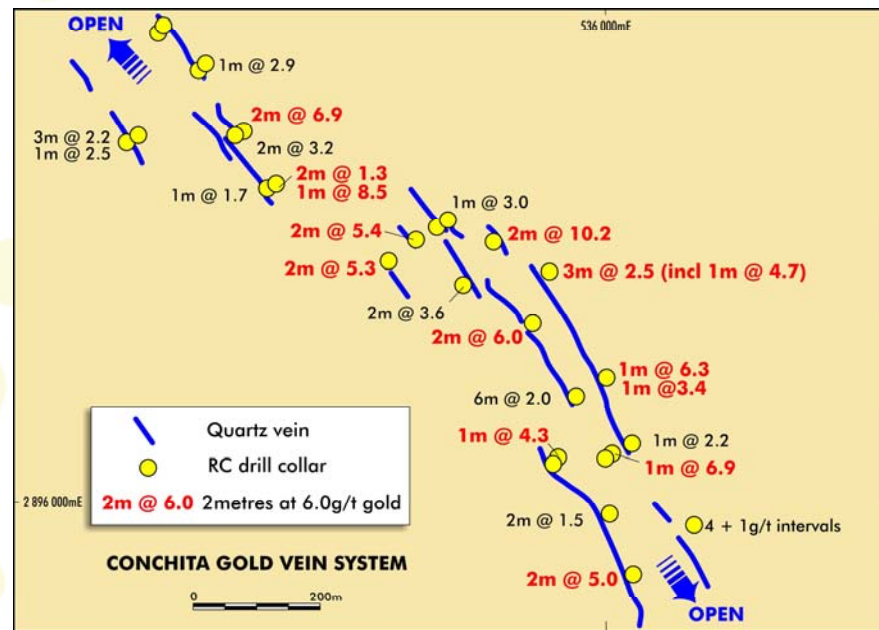 OPEN
536 000mE
1m @ 2.9
2m @ 6.9
3m @ 2.2
1m @ 2.5
2m @ 3.2
2m @ 1.3
1m @ 8.5
1m @ 1.7
1m @ 3.0
2m @ 5.4
2m @ 10.2
2m @ 5.3
3m @ 2.5 (incl 1m @ 4.7)
2m @ 3.6
2m @ 6.0
1m @ 6.3
1m @3.4
6m @ 2.0
Quartz vein
RC drill collar
2m @ 6.0 2metres at 6.0g/t gold
1m @ 4.3
1m @ 2.2
1m @ 6.9
2 896 000mE
2m @ 1.5
4 + 1g/t intervals
CONCHITA GOLD VEIN SYSTEM
2m @ 5.0
0 200m
OPEN